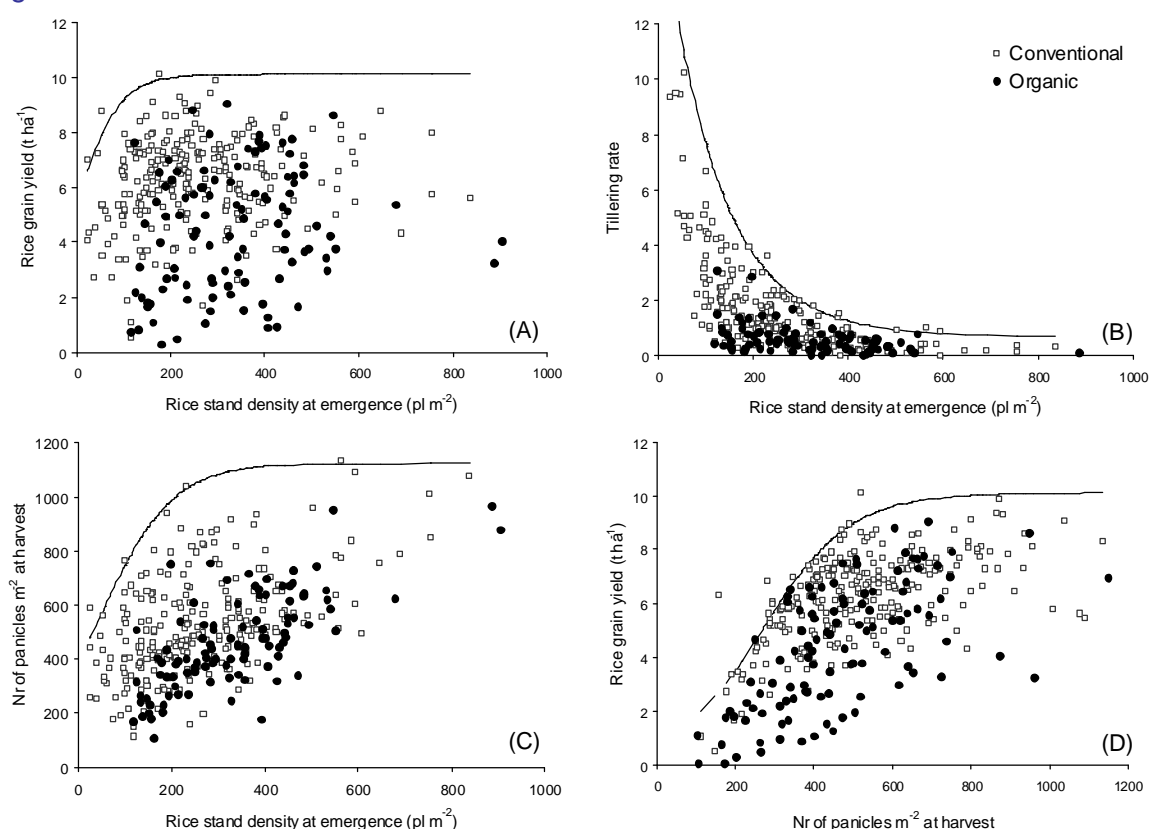 12
10
8
6
4
2
0
Rice grain yield (t ha-1)
0 200 400 600 800 1000
Rice stand density at emergence (pl m-2)
(A)
12
10
8
6
4
2
0
Tillering rate
0 200 400 600 800 1000
Rice stand density at emergence (pl m-2)
Conventional
Organic
(B)
1200
1000
800
600
400
200
0
Nr of panicles m-2 at harvest
0 200 400 600 800 1000
Rice stand density at emergence (pl m-2)
(C)
12
10
8
6
4
2
0
Rice grain yield (t ha-1)
0 200 400 600 800 1000 1200
Nr of panicles m-2 at harvest
(D)